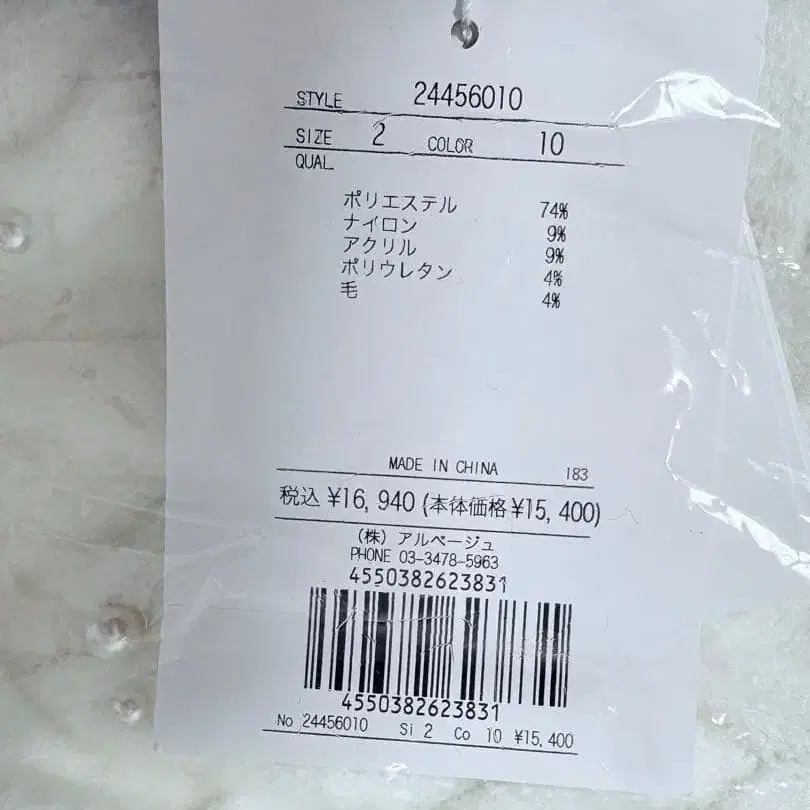 STYLE 24456010
SIZE 2 COLOR 10
QUAL
ポリエステル 74%
ナイロン 9%
アクリル 9%
ポリウレタン 4%
毛 4%
MADE IN CHINA 183
税込 ¥16,940 (本体価格¥15,400)
(株) アルページュ
PHONE 03-3478-5963
4550382623831
4550382623831
No 24456010 Si 2 Co 10 ¥15,400